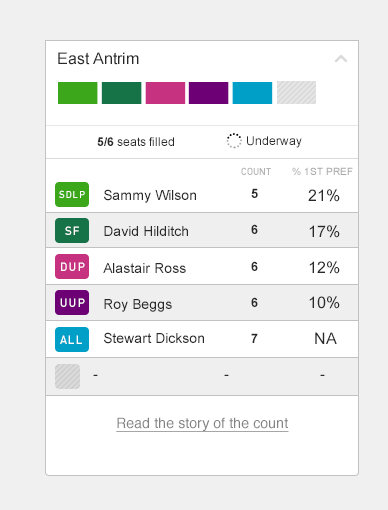 East Antrim
5/6 seats filled Underway
COUNT % 1ST PREF
SDLP Sammy Wilson 5 21%
SF David Hilditch 6 17%
DUP Alastair Ross 6 12%
UUP Roy Beggs 6 10%
ALL Stewart Dickson 7 NA
- - -
Read the story of the count